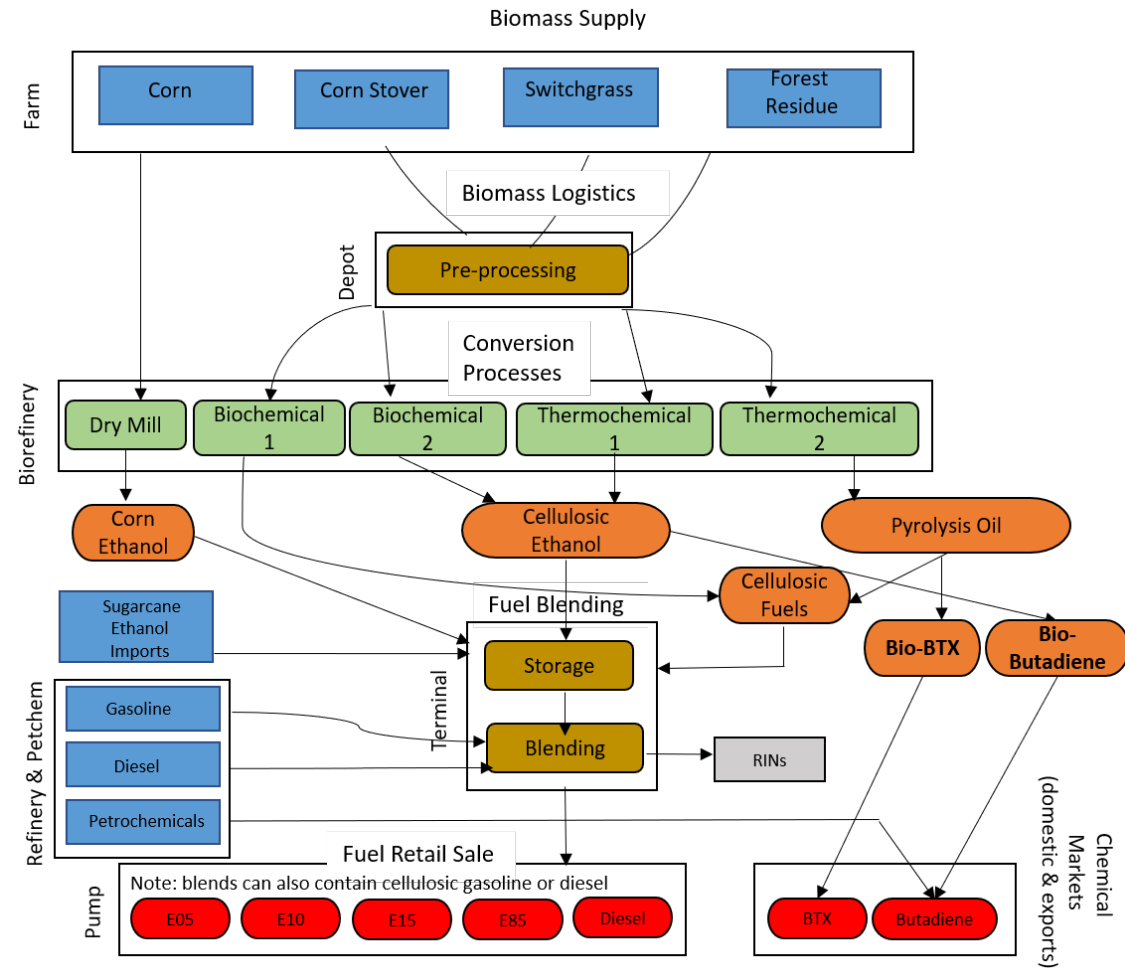 Biomass Supply
Farm
Corn
Corn Stover
Switchgrass
Forest
Residue
Biomass Logistics
Depot
Pre-processing
Conversion
Processes
Biorefinery
Dry Mill
Biochemical
1
Biochemical
2
Thermochemical
1
Thermochemical
2
Corn
Ethanol
Cellulosic
Ethanol
Pyrolysis Oil
Cellulosic
Fuels
Sugarcane
Ethanol
Imports
Fuel Blending
Bio-BTX
Bio-
Butadiene
Terminal
Storage
Blending
RINs
Refinery & Petchem
Gasoline
Diesel
Petrochemicals
Chemical
Markets
(domestic & exports)
Fuel Retail Sale
Pump
Note: blends can also contain cellulosic gasoline or diesel
E05
E10
E15
E85
Diesel
BTX
Butadiene